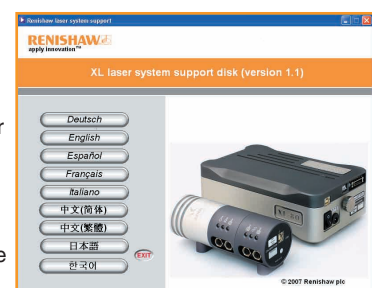 Renishaw laser system support
RENISHAW
apply innovation™
XL laser system support disk (version 1.1)
Deutsch
English
Español
Français
Italiano
中文(简体)
中文(繁體)
日本語
한국어
EXIT
© 2007 Renishaw plc